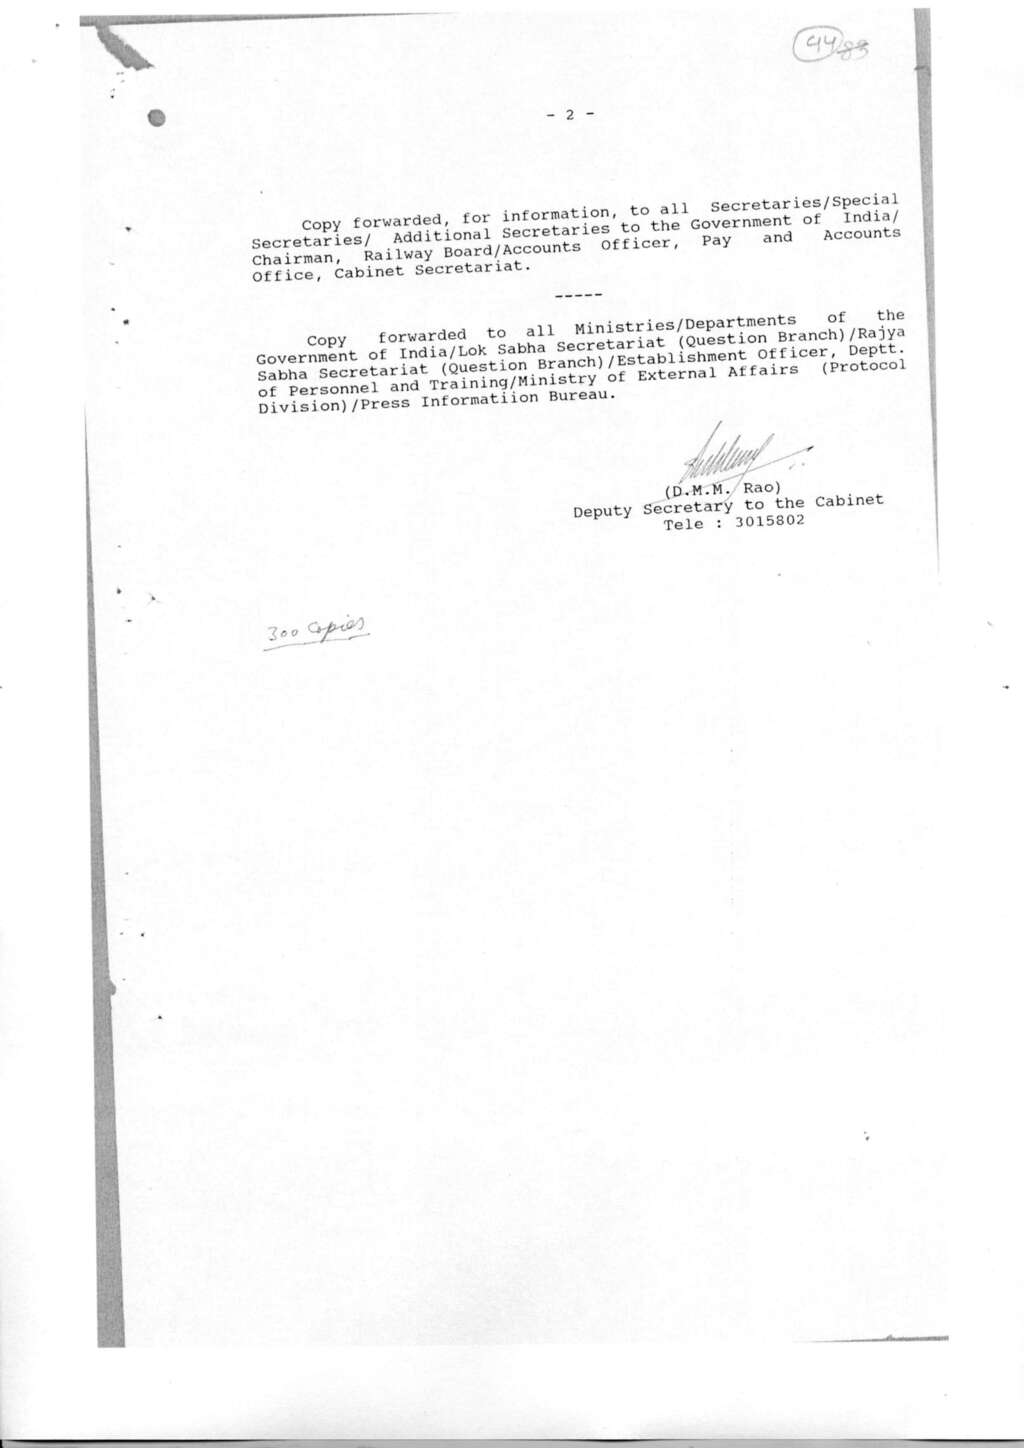 44
83
- 2 -
Copy forwarded, for information, to all Secretaries/Special
Secretaries/ Additional Secretaries to the Government of India/
Chairman, Railway Board/Accounts Officer, Pay and Accounts
Office, Cabinet Secretariat.
-----
Copy forwarded to all Ministries/Departments of the
Government of India/Lok Sabha Secretariat (Question Branch)/Rajya
Sabha Secretariat (Question Branch)/Establishment Officer, Deptt.
of Personnel and Training/Ministry of External Affairs (Protocol
Division)/Press Informatiion Bureau.
(D.M.M. Rao)
Deputy Secretary to the Cabinet
Tele : 3015802
300 Copies